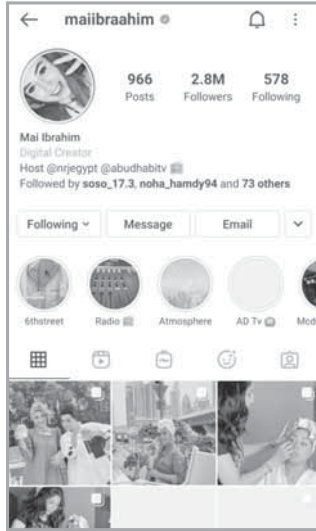 maiibraahim
966 2.8M 578
Posts Followers Following
Mai Ibrahim
Digital Creator
Host @nrjegypt @abudhabitv
Followed by soso_17.3, noha_hamdy94 and 73 others
Following Message Email
6thstreet Radio Atmosphere AD Tv Mcd